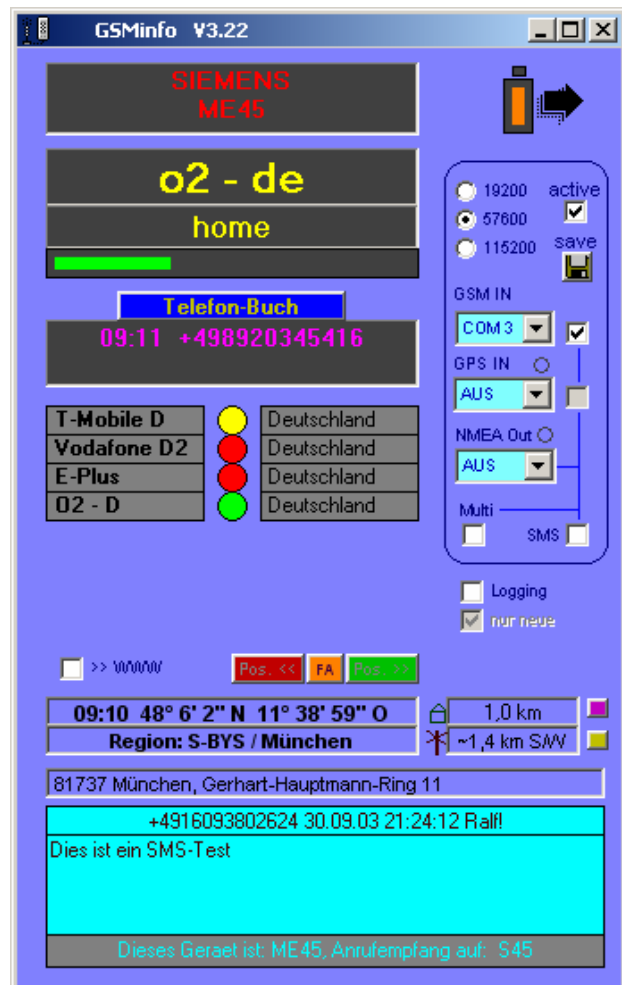 GSMinfo V3.22
SIEMENS
ME45
o2 - de
home
19200 active
57600
115200 save
GSM IN
COM 3
Telefon-Buch
09:11 +498920345416
GPS IN
AUS
T-Mobile D Deutschland
Vodafone D2 Deutschland
E-Plus Deutschland
O2 - D Deutschland
NMEA Out
AUS
Multi
SMS
Logging
nur neue
>> WWW
Pos. << FA Pos. >>
09:10 48° 6' 2" N 11° 38' 59" O 1,0 km
Region: S-BYS / München ~1,4 km S/W
81737 München, Gerhart-Hauptmann-Ring 11
+4916093802624 30.09.03 21:24:12 Ralf!
Dies ist ein SMS-Test
Dieses Geraet ist: ME45, Anrufempfang auf: S45